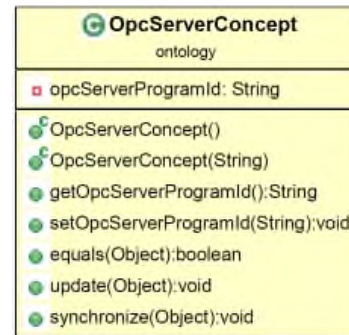 OpcServerConcept
ontology
opcServerProgramId: String
OpcServerConcept()
OpcServerConcept(String)
getOpcServerProgramId():String
setOpcServerProgramId(String):void
equals(Object):boolean
update(Object):void
synchronize(Object):void